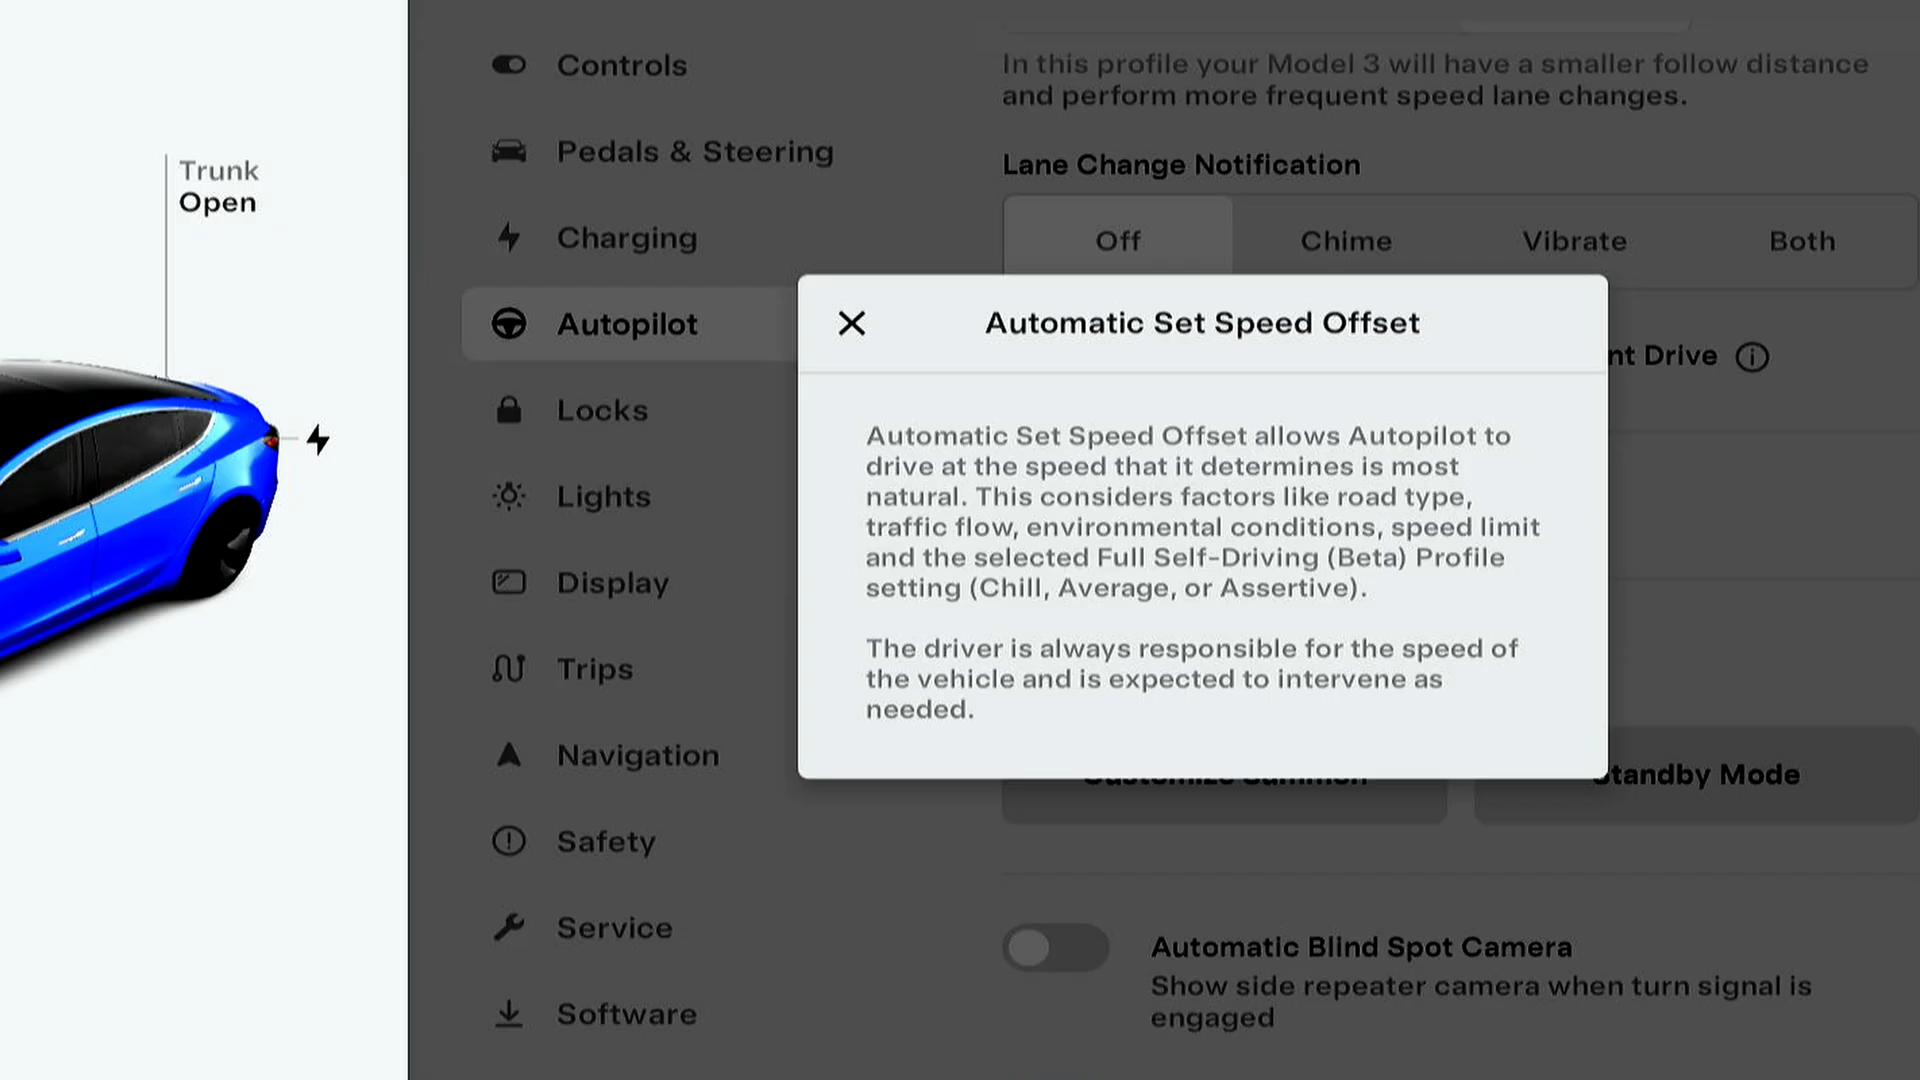 Trunk
Open
Controls
Pedals & Steering
Charging
Autopilot
Locks
Lights
Display
Trips
Navigation
Safety
Service
Software
In this profile your Model 3 will have a smaller follow distance
and perform more frequent speed lane changes.
Lane Change Notification
Off Chime Vibrate Both
nt Drive
Automatic Set Speed Offset
Automatic Set Speed Offset allows Autopilot to
drive at the speed that it determines is most
natural. This considers factors like road type,
traffic flow, environmental conditions, speed limit
and the selected Full Self-Driving (Beta) Profile
setting (Chill, Average, or Assertive).
The driver is always responsible for the speed of
the vehicle and is expected to intervene as
needed.
Customize Summon
Standby Mode
Automatic Blind Spot Camera
Show side repeater camera when turn signal is
engaged